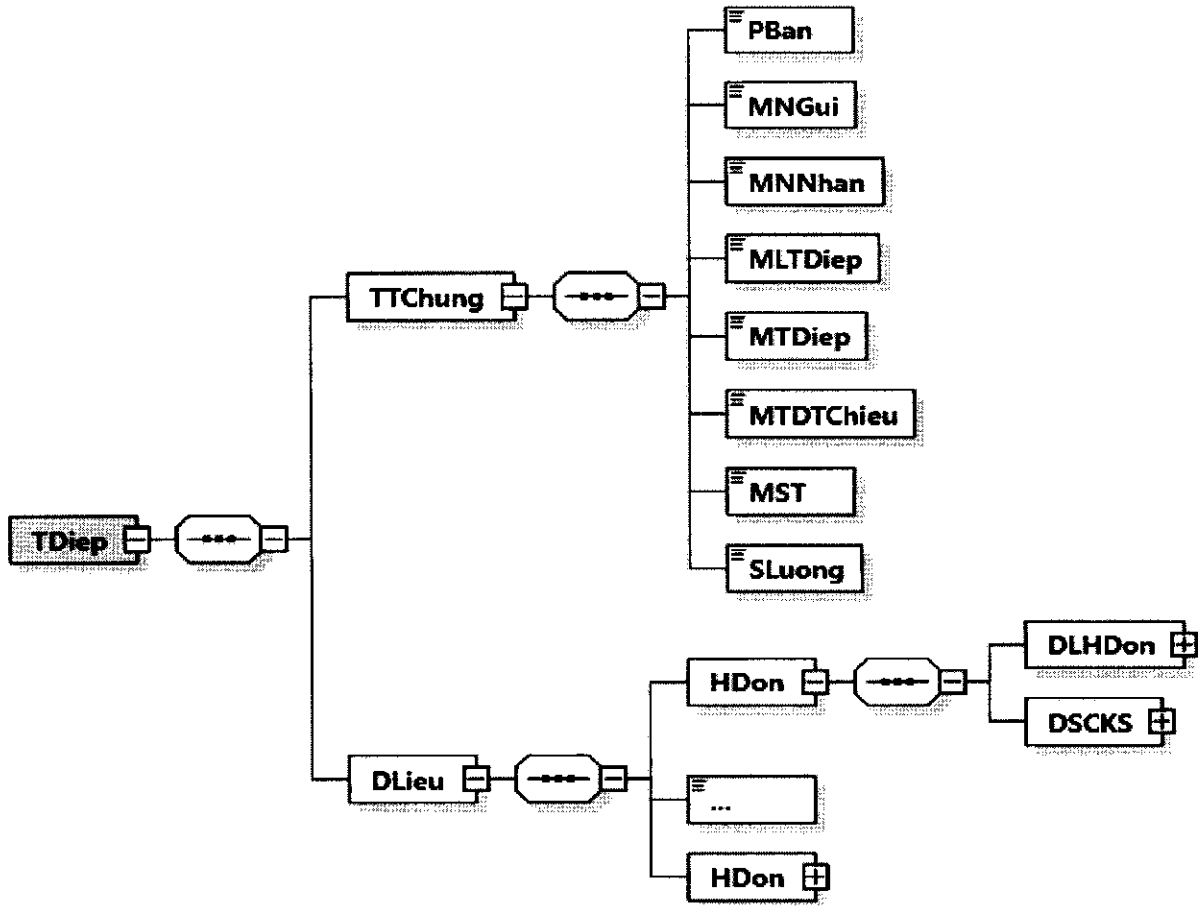 PBan
MNGui
MNNhan
MLTDiep
TTChung
MTDiep
MTDTChieu
MST
TDiep
SLuong
DLHDon
HDon
DSCKS
DLieu
...
HDon